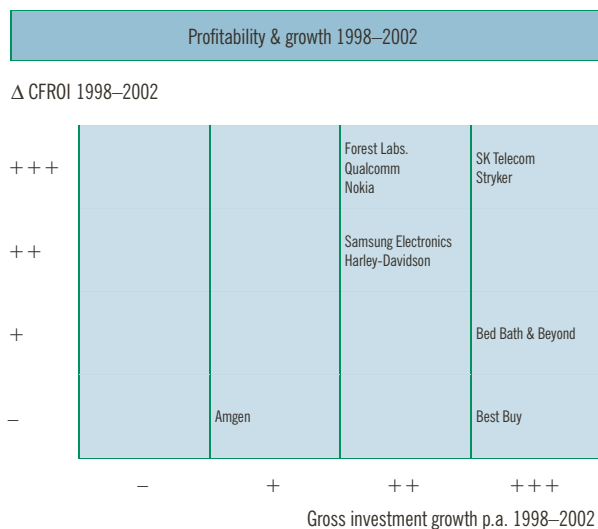 Profitability & growth 1998–2002
Δ CFROI 1998–2002
+++
Forest Labs.
Qualcomm
Nokia
SK Telecom
Stryker
++
Samsung Electronics
Harley-Davidson
+
Bed Bath & Beyond
–
Amgen
Best Buy
– + ++ +++
Gross investment growth p.a. 1998–2002